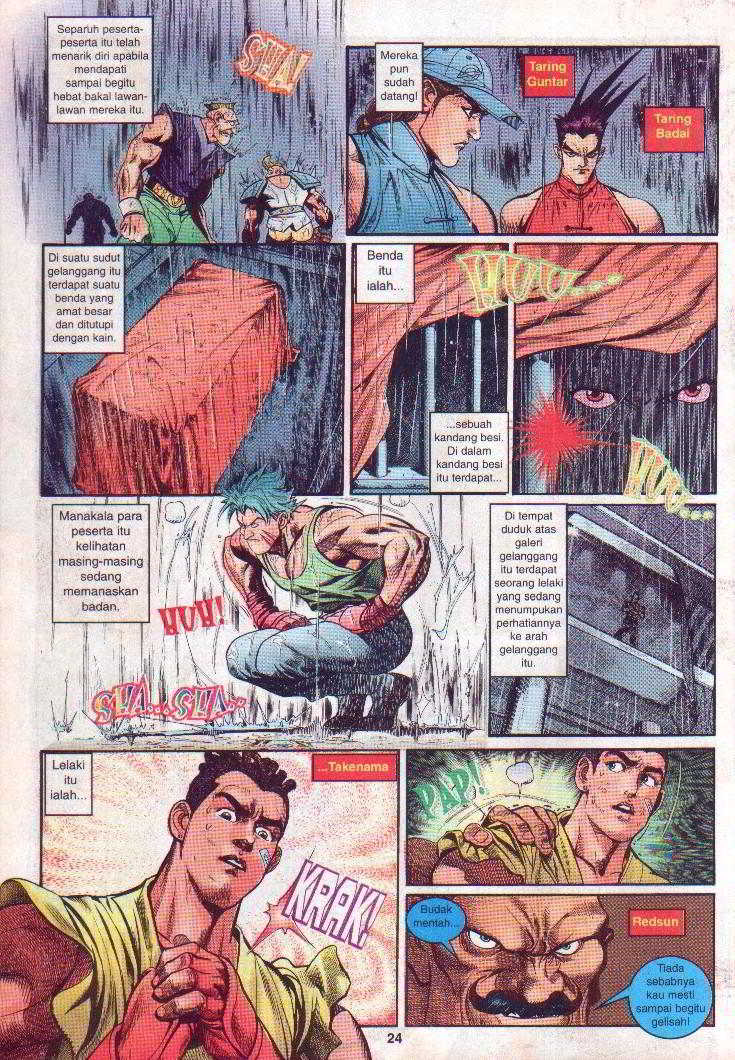 Separuh peserta-
peserta itu telah
menarik diri apabila
mendapati
sampai begitu
hebat bakal lawan-
lawan mereka itu.
SHA!
Mereka
pun
sudah
datang!
Taring
Guntar
Taring
Badai
Di suatu sudut
gelanggang itu
terdapat suatu
benda yang
amat besar
dan ditutupi
dengan kain.
Benda
itu
ialah...
HUU...
...sebuah
kandang besi.
Di dalam
kandang besi
itu terdapat...
HUU...
Manakala para
peserta itu
kelihatan
masing-masing
sedang
memanaskan
badan.
HUH!
SHA...SHA...
Di tempat
duduk atas
galeri
gelanggang
itu terdapat
seorang lelaki
yang sedang
menumpukan
perhatiannya
ke arah
gelanggang
itu.
Lelaki
itu
ialah...
...Takenama
KRAK!
PAP!
Budak
mentah...
Redsun
Tiada
sebabnya
kau mesti
sampai begitu
gelisah!
24